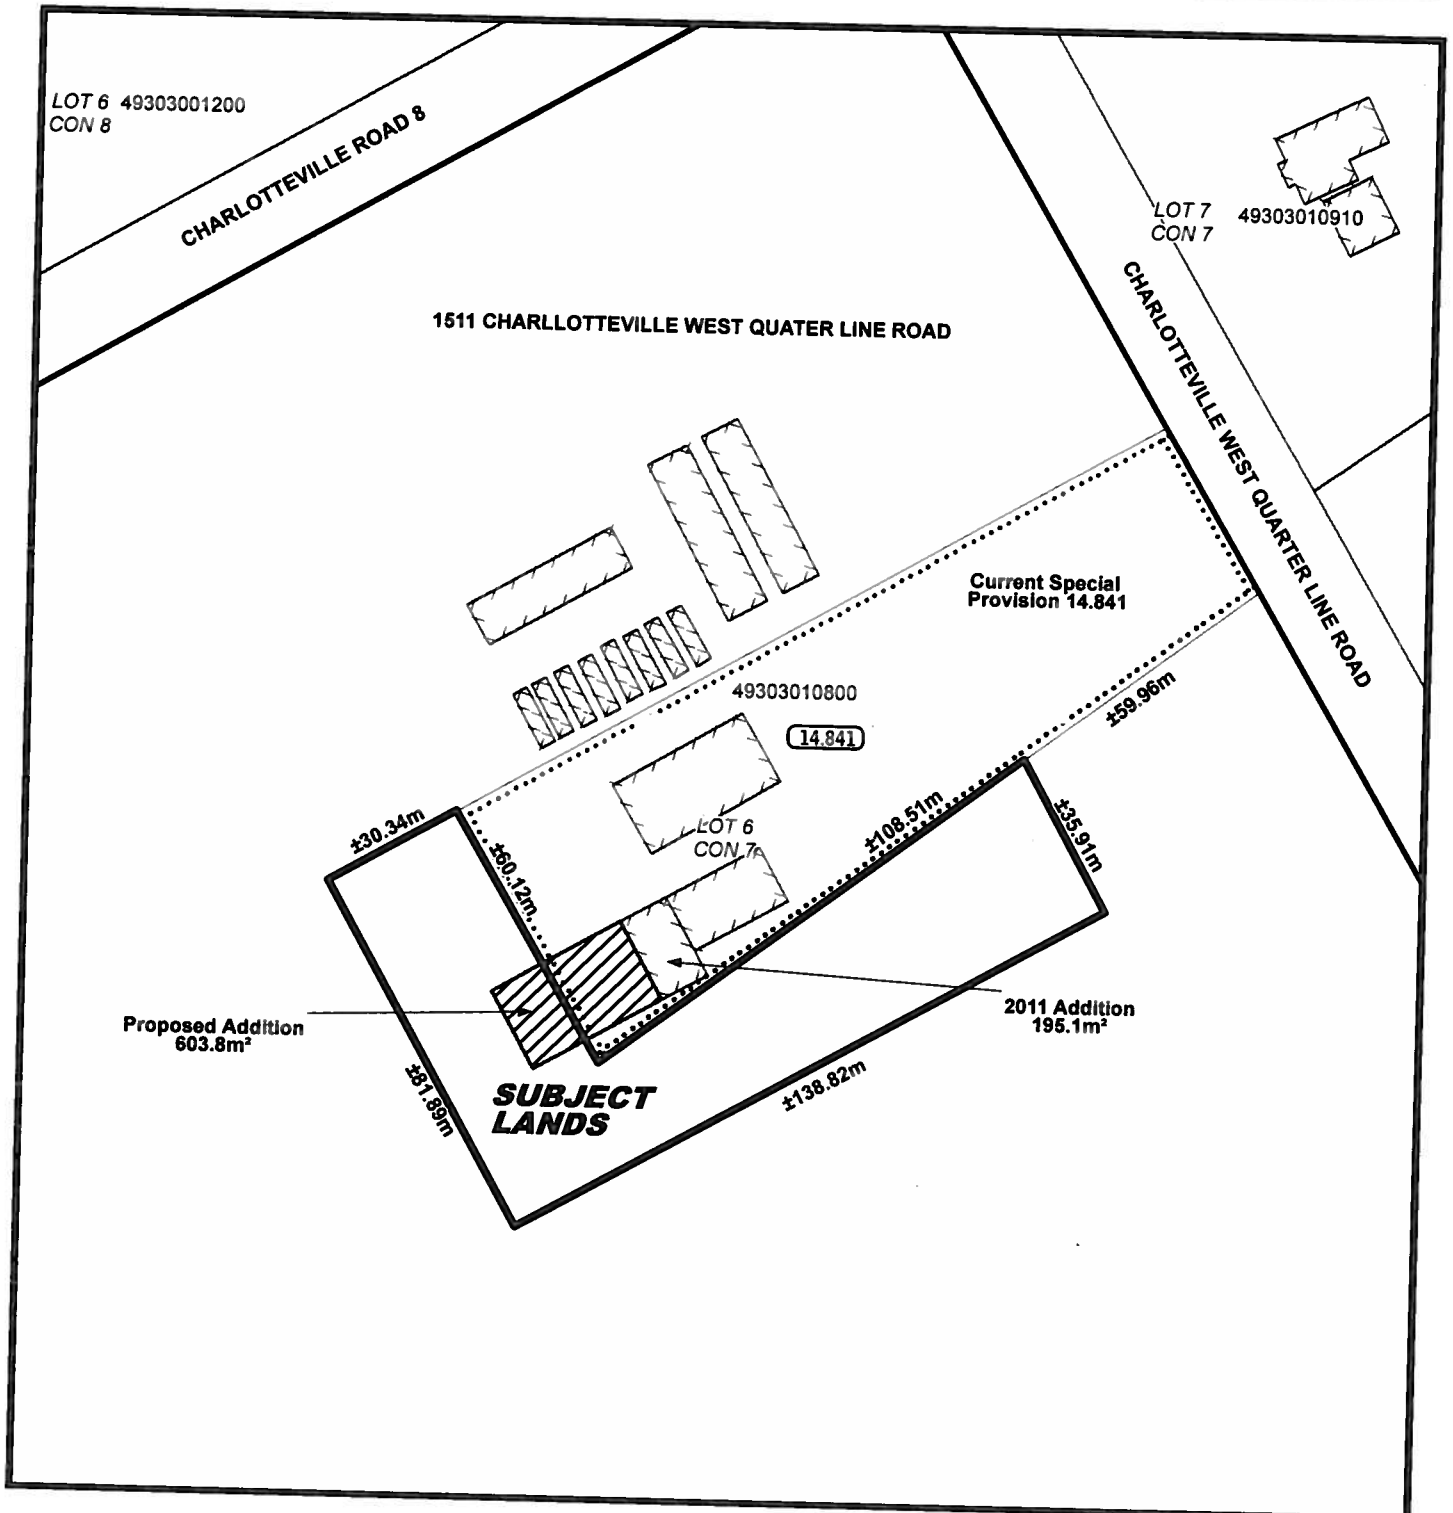 LOT 6 49303001200
CON 8
CHARLOTTEVILLE ROAD 8
LOT 7 49303010910
CON 7
CHARLOTTEVILLE WEST QUARTER LINE ROAD
1511 CHARLLOTTEVILLE WEST QUATER LINE ROAD
Current Special
Provision 14.841
49303010800
14.841
±59.96m
LOT 6
CON 7
±30.34m
±60.12m
±108.51m
±35.91m
Proposed Addition
603.8m²
2011 Addition
195.1m²
±81.89m
SUBJECT
LANDS
±138.82m